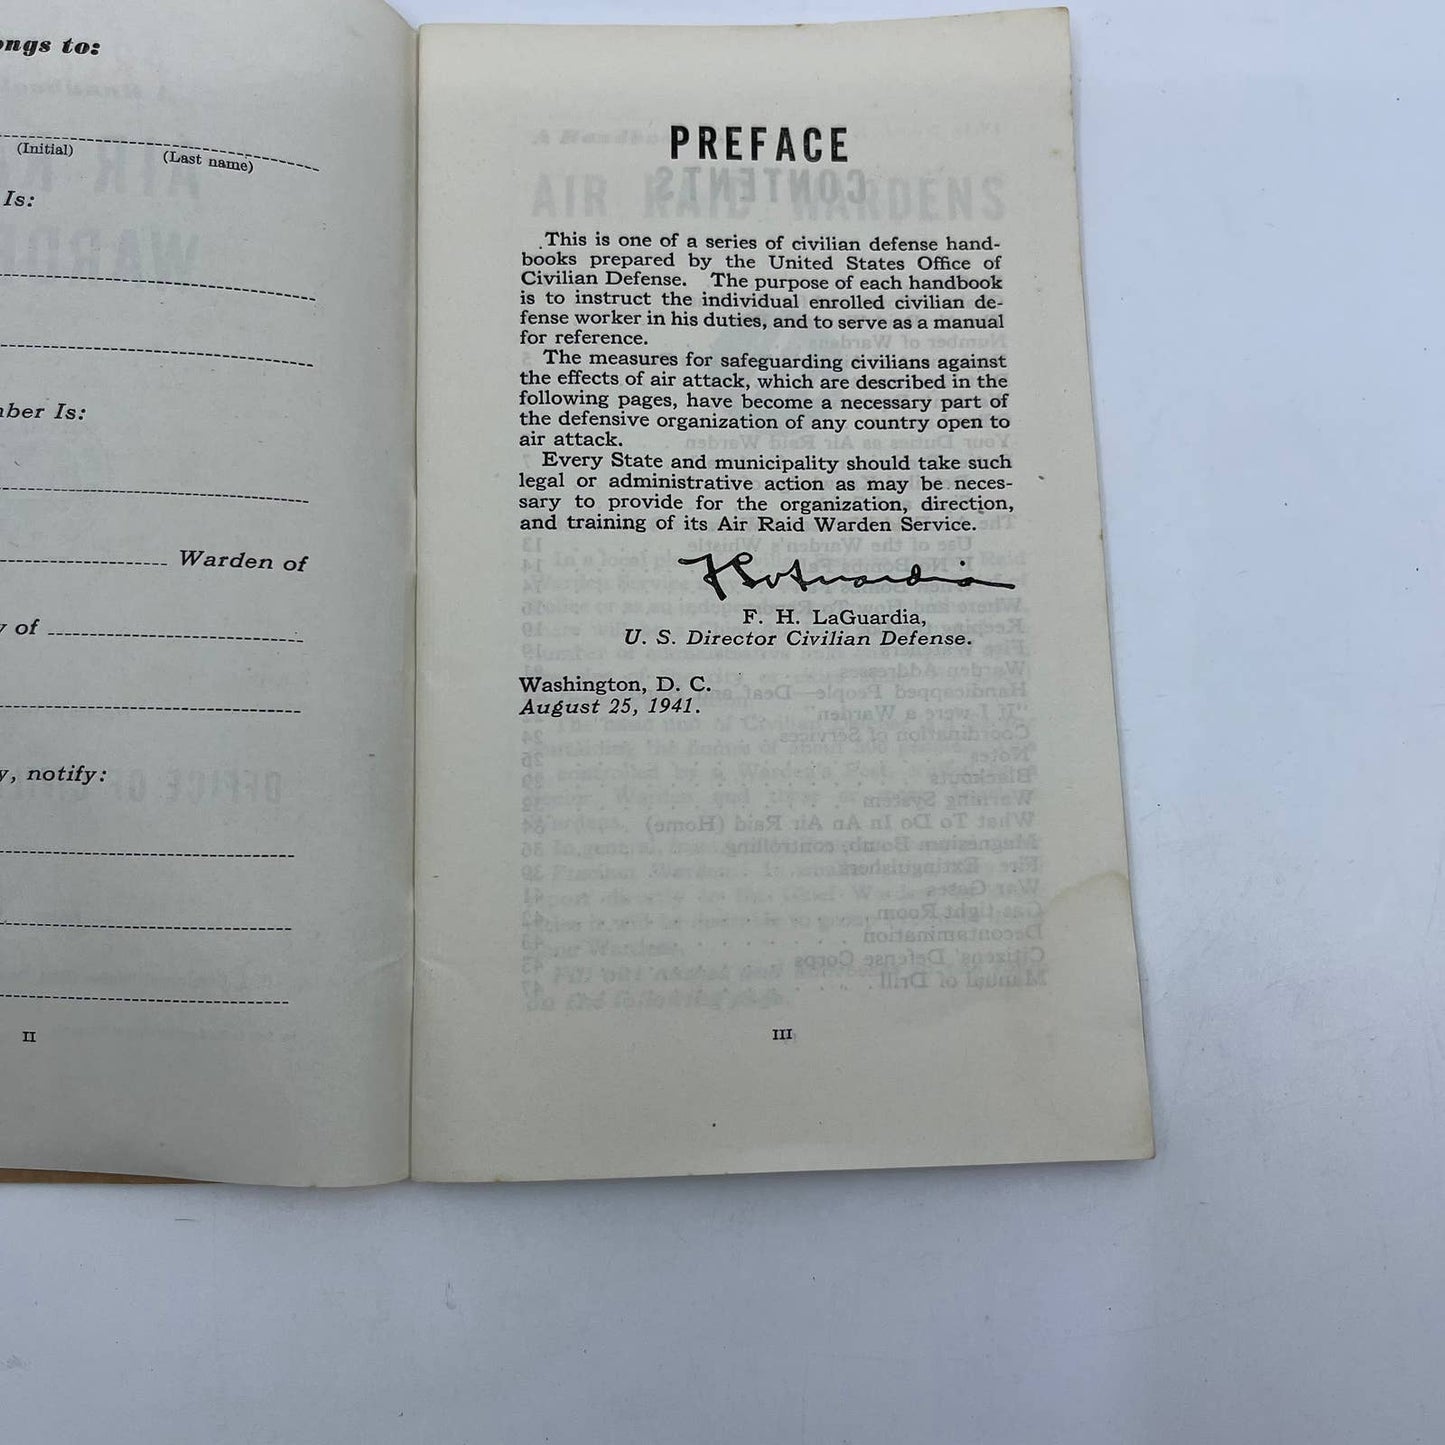 ongs to:
(Initial) (Last name)
Is:
mber Is:
Warden of
y of
y, notify:
II
PREFACE
This is one of a series of civilian defense hand-
books prepared by the United States Office of
Civilian Defense. The purpose of each handbook
is to instruct the individual enrolled civilian de-
fense worker in his duties, and to serve as a manual
for reference.
The measures for safeguarding civilians against
the effects of air attack, which are described in the
following pages, have become a necessary part of
the defensive organization of any country open to
air attack.
Every State and municipality should take such
legal or administrative action as may be neces-
sary to provide for the organization, direction,
and training of its Air Raid Warden Service.
F. H. LaGuardia,
U. S. Director Civilian Defense.
Washington, D. C.
August 25, 1941.
III